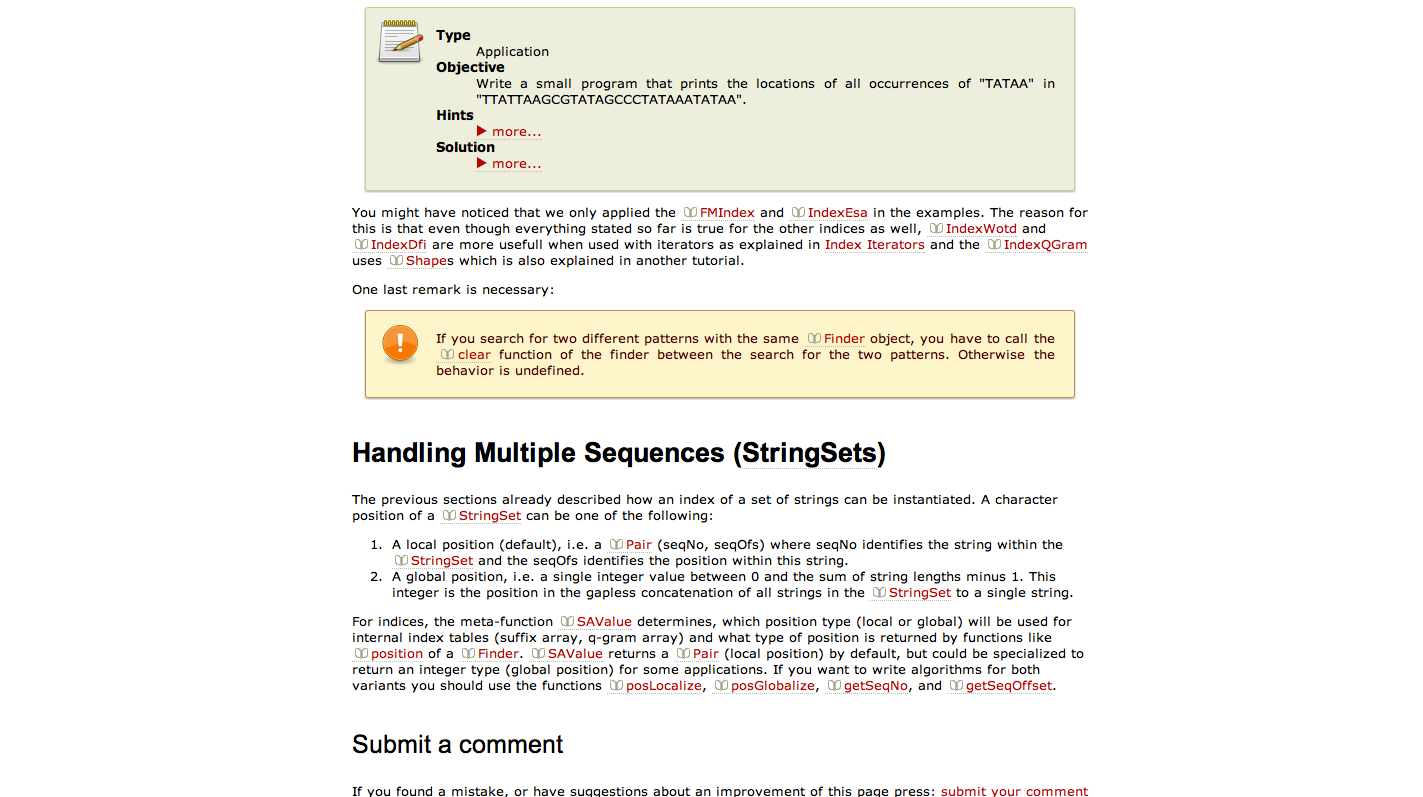 Type
Application
Objective
Write a small program that prints the locations of all occurrences of "TATAA" in
"TTATTAAGCGTATAGCCCTATAAATATAA".
Hints
more...
Solution
more...
You might have noticed that we only applied the FMIndex and IndexEsa in the examples. The reason for
this is that even though everything stated so far is true for the other indices as well, IndexWotd and
IndexDfi are more usefull when used with iterators as explained in Index Iterators and the IndexQGram
uses Shapes which is also explained in another tutorial.
One last remark is necessary:
If you search for two different patterns with the same Finder object, you have to call the
clear function of the finder between the search for the two patterns. Otherwise the
behavior is undefined.
Handling Multiple Sequences (StringSets)
The previous sections already described how an index of a set of strings can be instantiated. A character
position of a StringSet can be one of the following:
1. A local position (default), i.e. a Pair (seqNo, seqOfs) where seqNo identifies the string within the
StringSet and the seqOfs identifies the position within this string.
2. A global position, i.e. a single integer value between 0 and the sum of string lengths minus 1. This
integer is the position in the gapless concatenation of all strings in the StringSet to a single string.
For indices, the meta-function SAValue determines, which position type (local or global) will be used for
internal index tables (suffix array, q-gram array) and what type of position is returned by functions like
position of a Finder. SAValue returns a Pair (local position) by default, but could be specialized to
return an integer type (global position) for some applications. If you want to write algorithms for both
variants you should use the functions posLocalize, posGlobalize, getSeqNo, and getSeqOffset.
Submit a comment
If you found a mistake, or have suggestions about an improvement of this page press: submit your comment